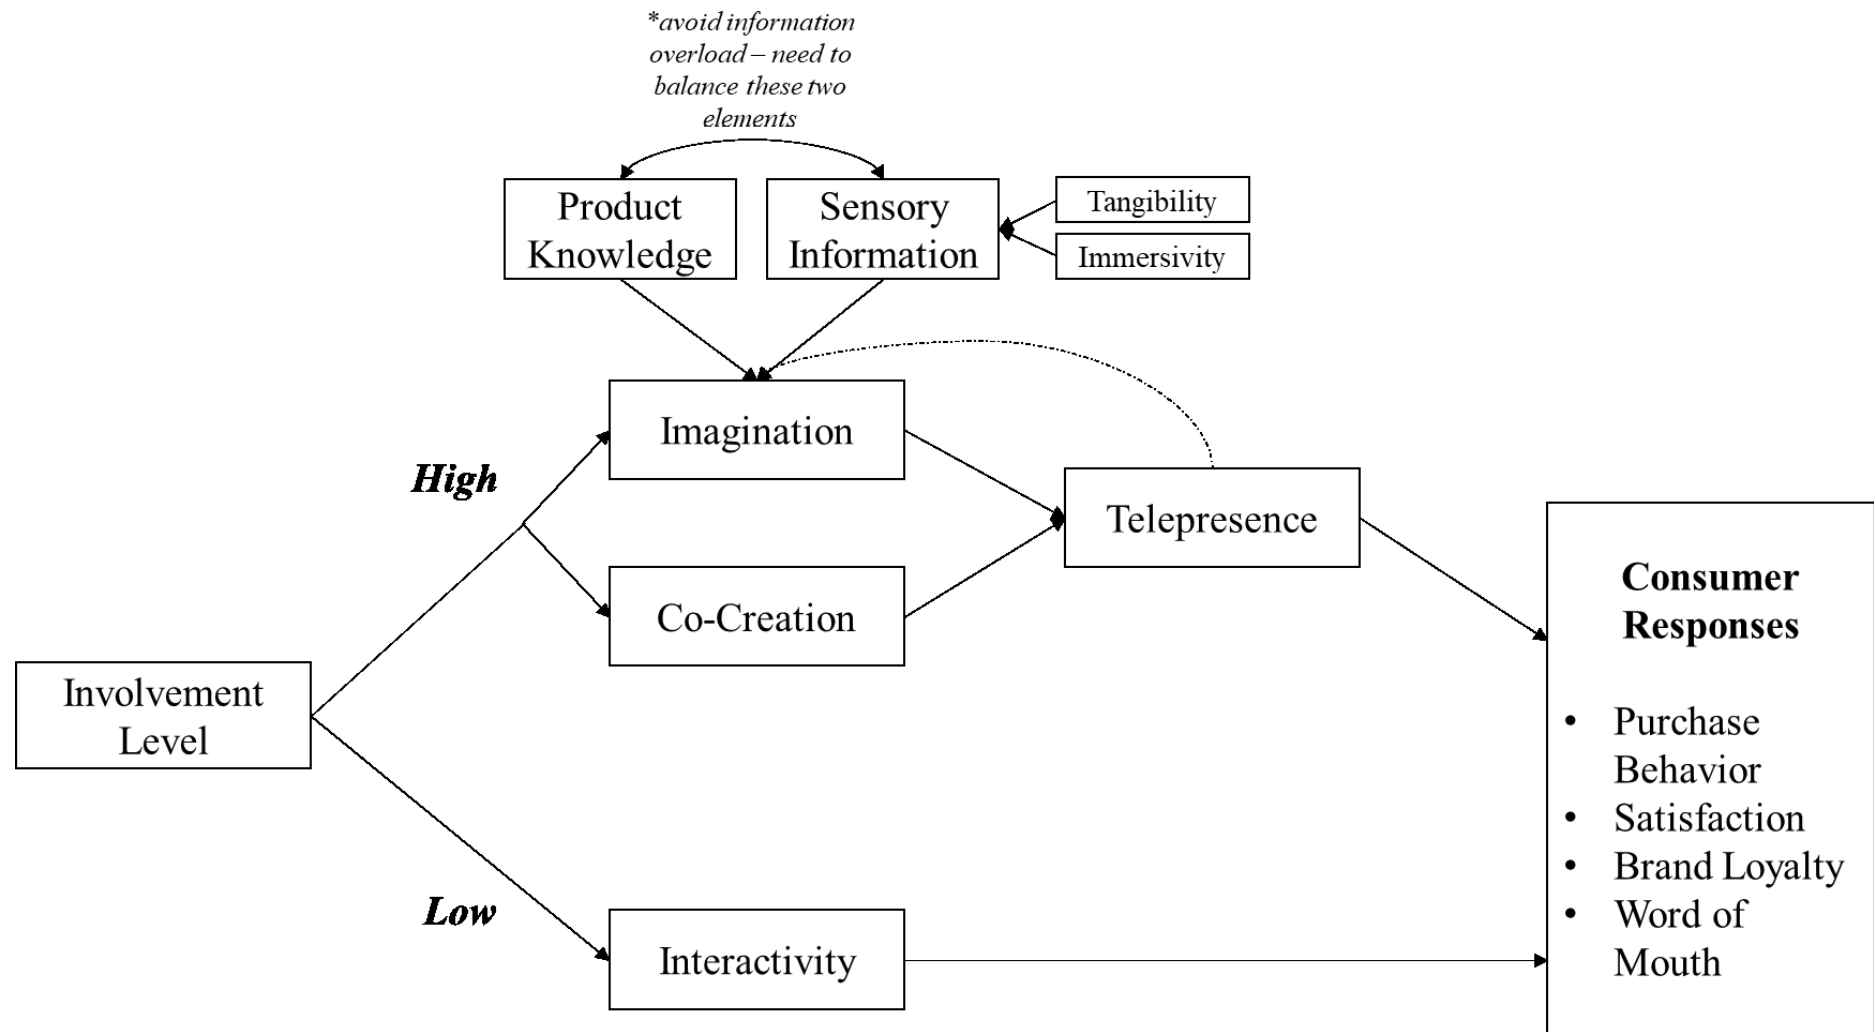 *avoid information
overload – need to
balance these two
elements
Product
Knowledge
Sensory
Information
Tangibility
Immersivity
Imagination
High
Telepresence
Co-Creation
Consumer
Responses
Involvement
Level
• Purchase
Behavior
• Satisfaction
• Brand Loyalty
• Word of
Mouth
Low
Interactivity